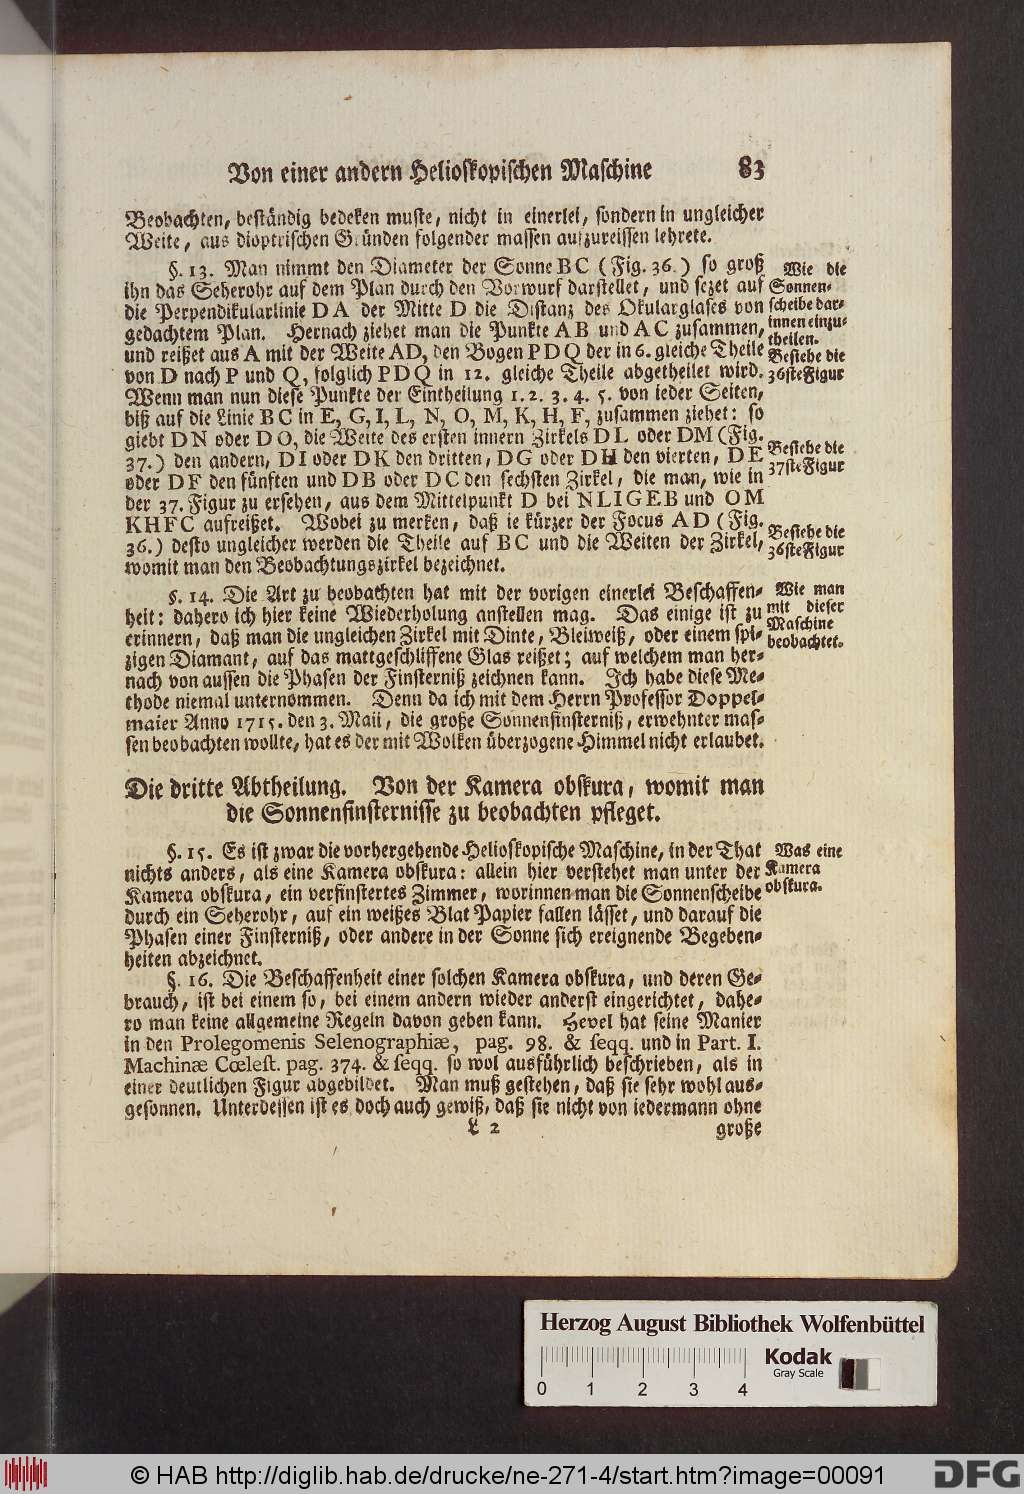 Von einer andern Helioskopischen Maschine 83
Beobachten, beständig bedeken muste, nicht in einerlei, sondern in ungleicher
Weite, aus dioptrischen Gründen folgender massen aufzureissen lehrete.
§. 13. Man nimmt den Diameter der Sonne BC (Fig. 36.) so groß
ihn das Seherohr auf dem Plan durch den Vorwurf darstellet, und sezet auf
die Perpendikularlinie DA der Mitte D die Distanz des Okularglases von
gedachtem Plan. Hernach ziehet man die Punkte AB und AC zusammen,
und reißet aus A mit der Weite AD, den Bogen PDQ der in 6. gleiche Theile
von D nach P und Q, folglich PDQ in 12. gleiche Theile abgetheilet wird.
Wenn man nun diese Punkte der Eintheilung 1. 2. 3. 4. 5. von ieder Seiten,
biß auf die Linie BC in E, G, I, L, N, O, M, K, H, F, zusammen ziehet: so
giebt DN oder DO, die Weite des ersten innern Zirkels DL oder DM (Fig.
37.) den andern, DI oder DK den dritten, DG oder DH den vierten, DE
oder DF den fünften und DB oder DC den sechsten Zirkel, die man, wie in
der 37. Figur zu ersehen, aus dem Mittelpunkt D bei NLIGEB und OM
KHFC aufreißet. Wobei zu merken, daß ie kürzer der Focus AD (Fig.
36.) desto ungleicher werden die Theile auf BC und die Weiten der Zirkel,
womit man den Beobachtungszirkel bezeichnet.
Wie die
Sonnen-
scheibe dar-
innen einzu-
theilen.
Bestehe die
36ste Figur
Bestehe die
37ste Figur
Bestehe die
36ste Figur
§. 14. Die Art zu beobachten hat mit der vorigen einerlei Beschaffen-
heit: dahero ich hier keine Wiederholung anstellen mag. Das einige ist zu
erinnern, daß man die ungleichen Zirkel mit Dinte, Bleiweiß, oder einem spi-
zigen Diamant, auf das mattgeschliffene Glas reißet; auf welchem man her-
nach von aussen die Phasen der Finsterniß zeichnen kann. Ich habe diese Me-
thode niemal unternommen. Denn da ich mit dem Herrn Professor Doppel-
maier Anno 1715. den 3. Maii, die große Sonnenfinsterniß, erwehnter mas-
sen beobachten wollte, hat es der mit Wolken überzogene Himmel nicht erlaubet.
Wie man
mit dieser
Maschine
beobachtet.
Die dritte Abtheilung. Von der Kamera obskura, womit man
die Sonnenfinsternisse zu beobachten pfleget.
§. 15. Es ist zwar die vorhergehende Helioskopische Maschine, in der That
nichts anders, als eine Kamera obskura: allein hier verstehet man unter der
Kamera obskura, ein verfinstertes Zimmer, worinnen man die Sonnenscheibe
durch ein Seherohr, auf ein weißes Blat Papier fallen lässet, und darauf die
Phasen einer Finsterniß, oder andere in der Sonne sich ereignende Begeben-
heiten abzeichnet.
Was eine
Kamera
obskura.
§. 16. Die Beschaffenheit einer solchen Kamera obskura, und deren Ge-
brauch, ist bei einem so, bei einem andern wieder anderst eingerichtet, dahe-
ro man keine allgemeine Regeln davon geben kann. Hevel hat seine Manier
in den Prolegomenis Selenographiæ, pag. 98. & seqq. und in Part. I.
Machinæ Cœlest. pag. 374. & seqq. so wol ausführlich beschrieben, als in
einer deutlichen Figur abgebildet. Man muß gestehen, daß sie sehr wohl aus-
gesonnen. Unterdessen ist es doch auch gewiß, daß sie nicht von iedermann ohne
L 2 große
Herzog August Bibliothek Wolfenbüttel
0 1 2 3 4
Kodak
Gray Scale
© HAB http://diglib.hab.de/drucke/ne-271-4/start.htm?image=00091
DFG